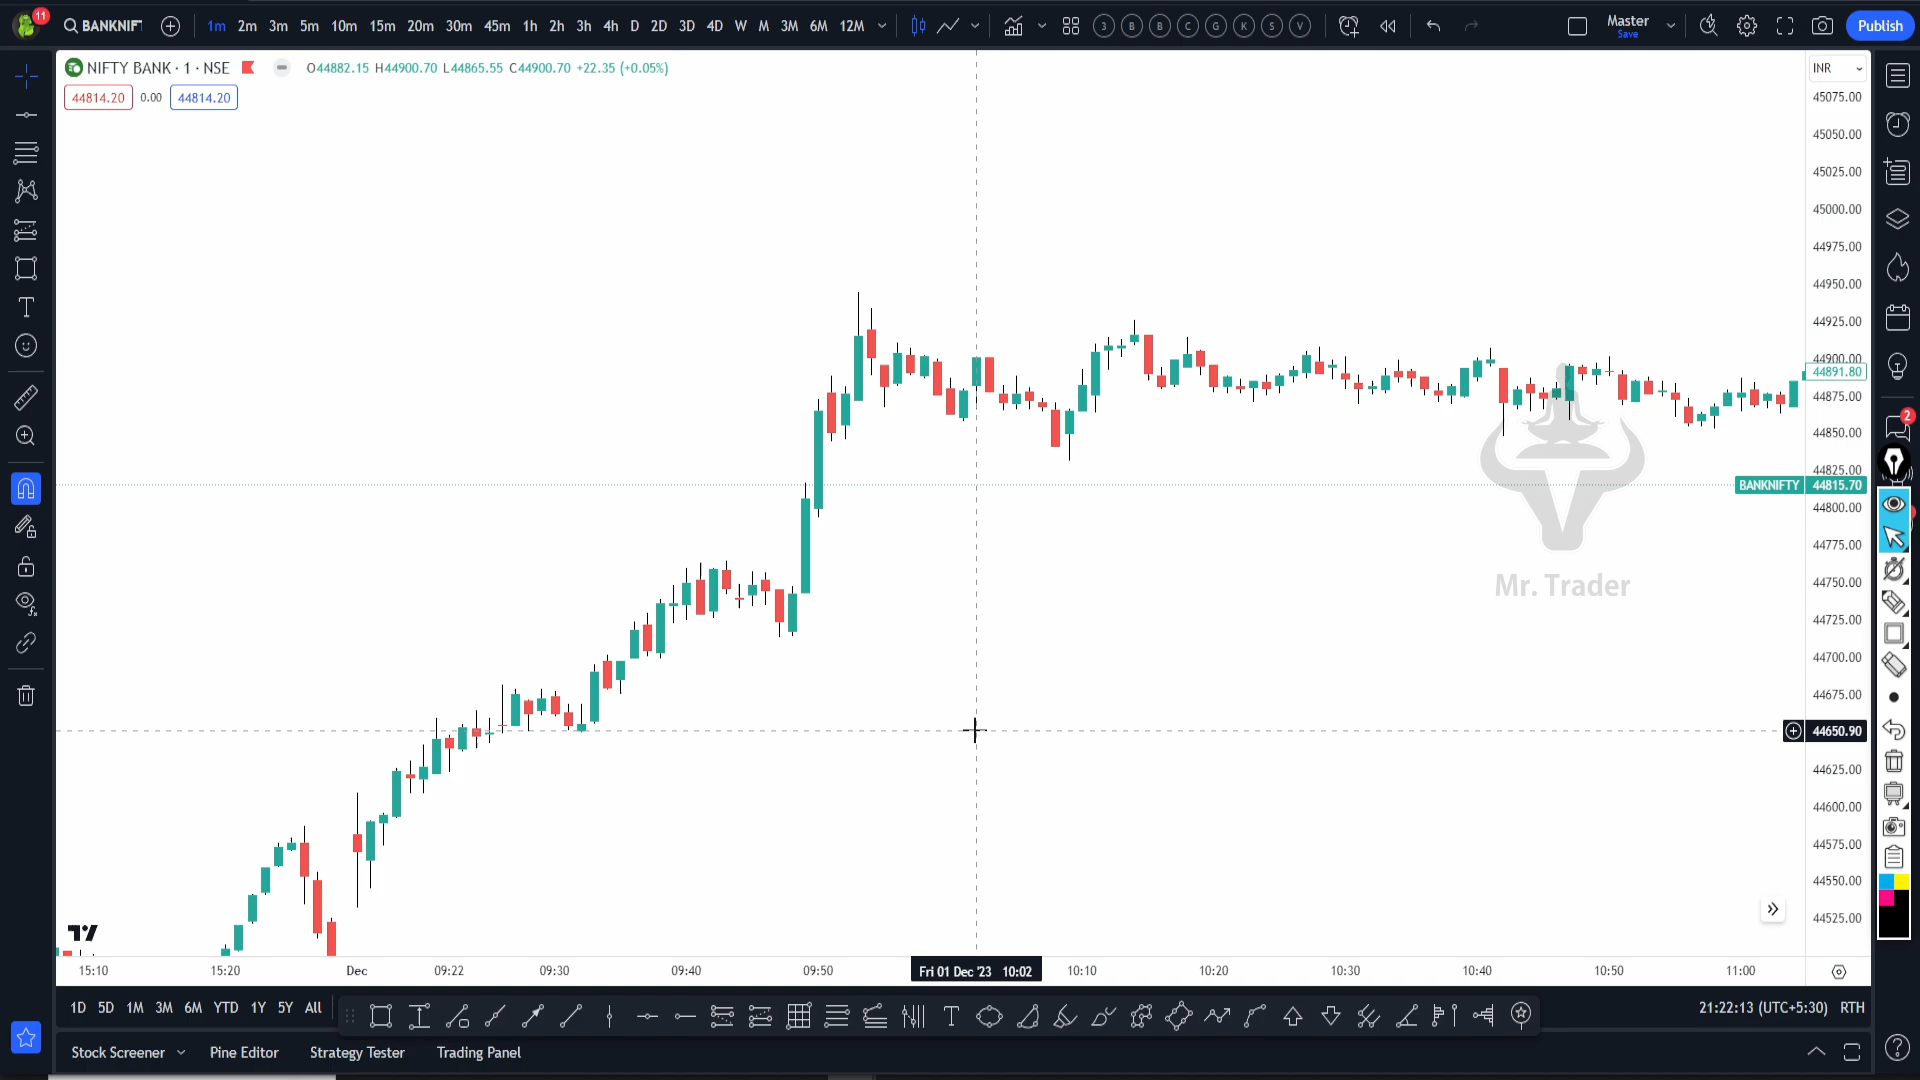 11
BANKNIFT
1m 2m 3m 5m 10m 15m 20m 30m 45m 1h 2h 3h 4h D 2D 3D 4D W M 3M 6M 12M
3 B B C G K S V
Master
Save
Publish
NIFTY BANK · 1 · NSE
O44882.15 H44900.70 L44865.55 C44900.70 +22.35 (+0.05%)
44814.20 0.00 44814.20
INR
45075.00
45050.00
45025.00
45000.00
44975.00
44950.00
44925.00
44900.00
44891.80
44875.00
44850.00
44825.00
BANKNIFTY 44815.70
44800.00
44775.00
44750.00
44725.00
44700.00
44675.00
44650.90
44625.00
44600.00
44575.00
44550.00
44525.00
2
Mr. Trader
15:10 15:20 Dec 09:22 09:30 09:40 09:50 Fri 01 Dec '23 10:02 10:10 10:20 10:30 10:40 10:50 11:00
1D 5D 1M 3M 6M YTD 1Y 5Y All
21:22:13 (UTC+5:30) RTH
Stock Screener Pine Editor Strategy Tester Trading Panel